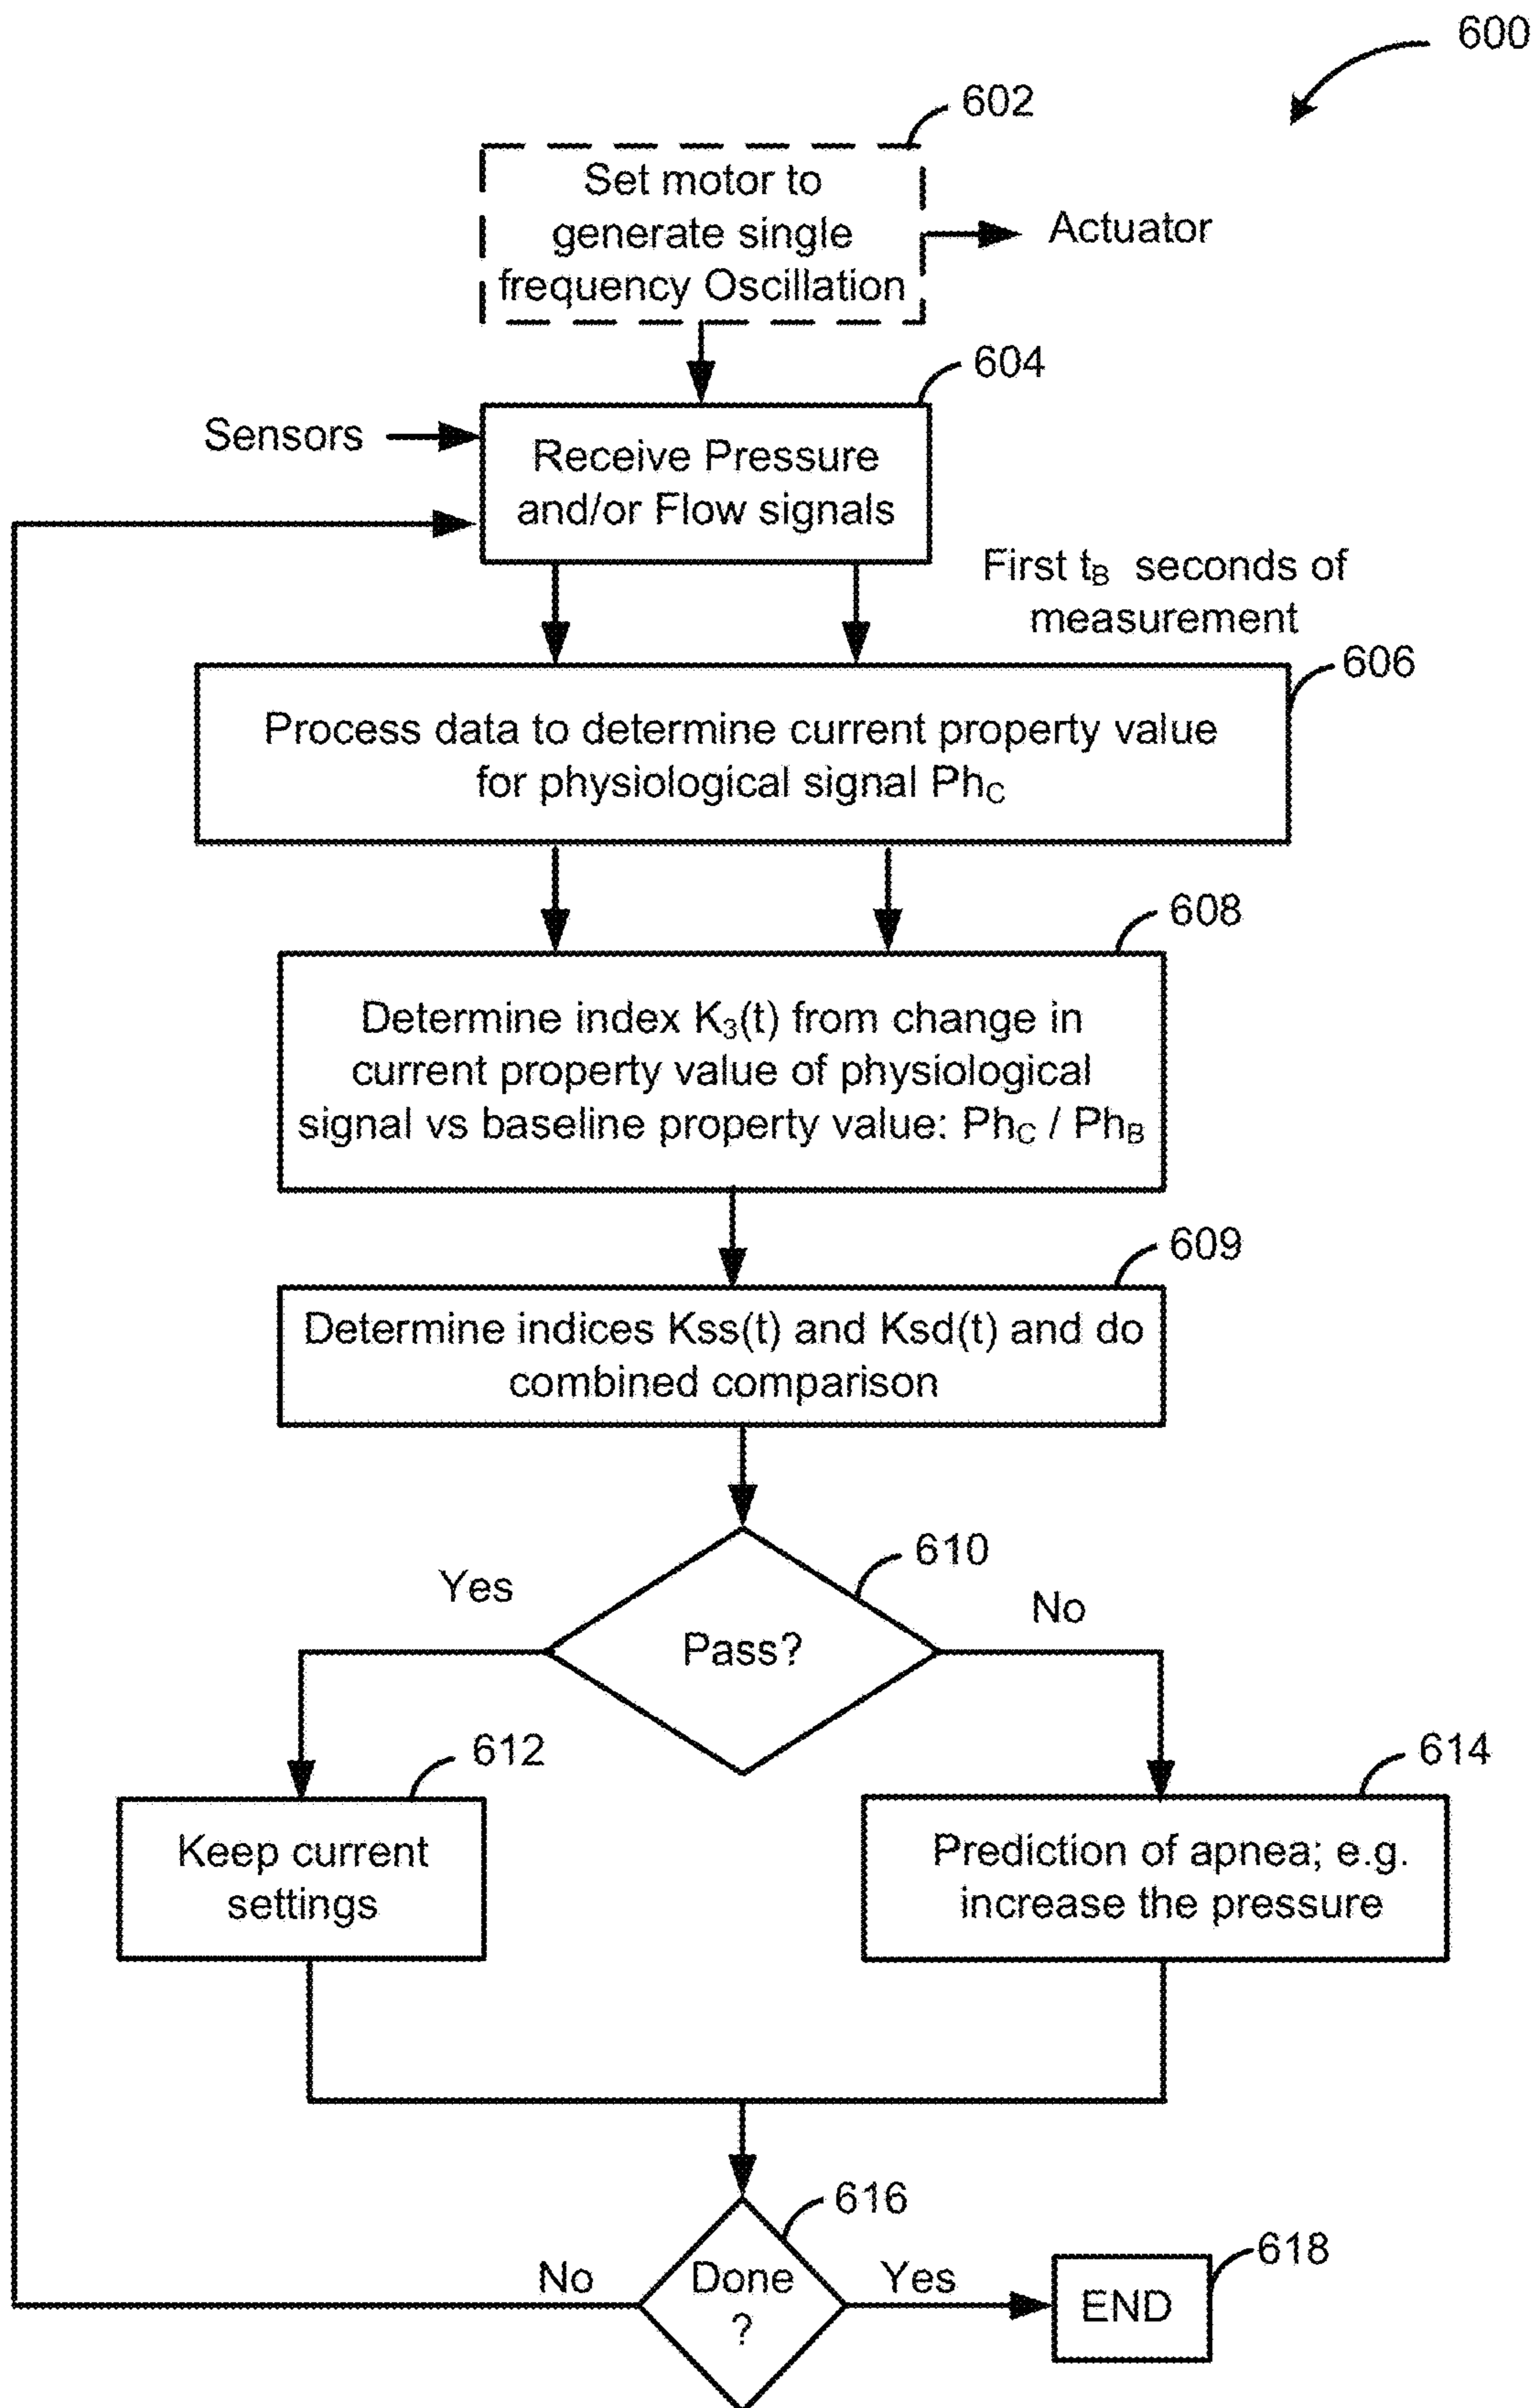 600
602
Set motor to
generate single
frequency Oscillation
Actuator
604
Sensors
Receive Pressure
and/or Flow signals
First tB seconds of
measurement
606
Process data to determine current property value
for physiological signal PhC
608
Determine index K3(t) from change in
current property value of physiological
signal vs baseline property value: PhC / PhB
609
Determine indices Kss(t) and Ksd(t) and do
combined comparison
610
Yes
No
Pass?
612
614
Keep current
settings
Prediction of apnea; e.g.
increase the pressure
616
618
No
Done
?
Yes
END